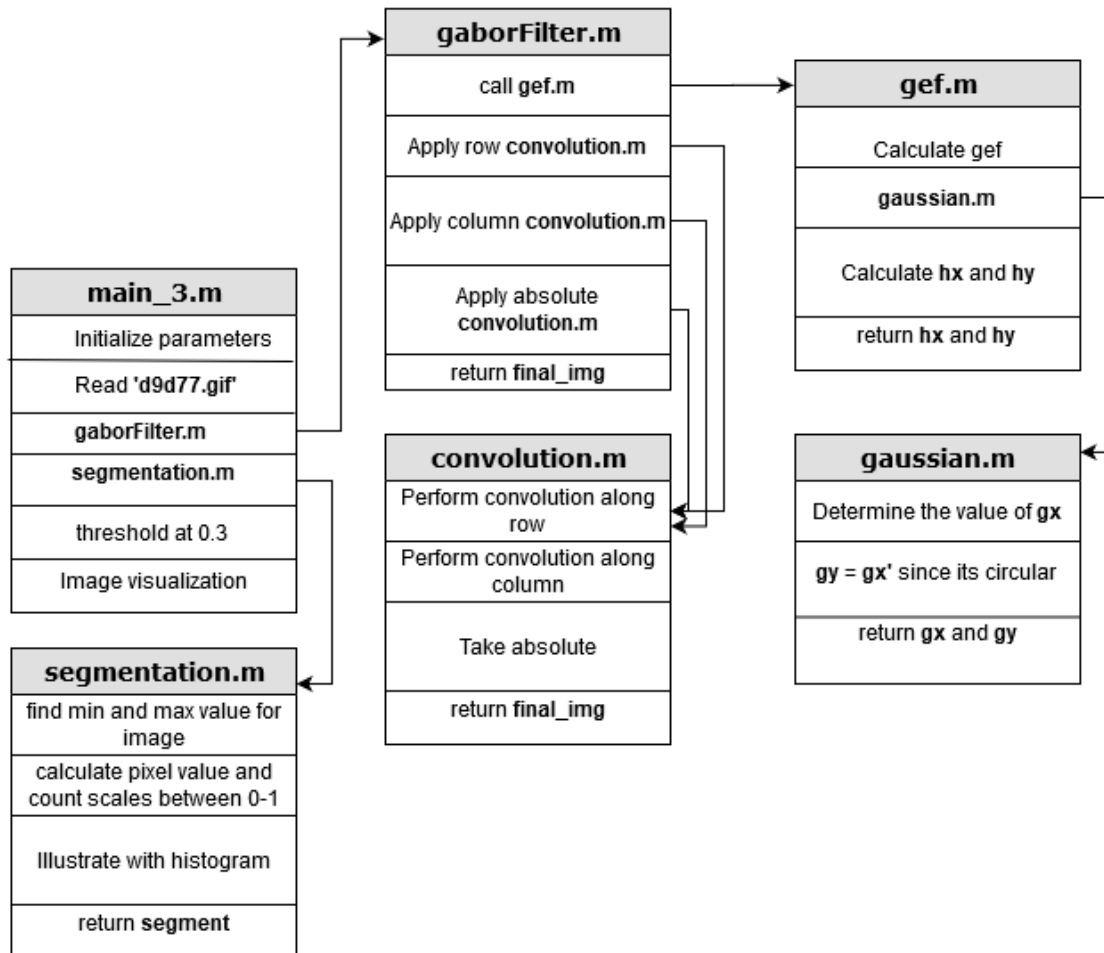 main_3.m
Initialize parameters
Read 'd9d77.gif'
gaborFilter.m
segmentation.m
threshold at 0.3
Image visualization
segmentation.m
find min and max value for
image
calculate pixel value and
count scales between 0-1
Illustrate with histogram
return segment
gaborFilter.m
call gef.m
Apply row convolution.m
Apply column convolution.m
Apply absolute
convolution.m
return final_img
convolution.m
Perform convolution along
row
Perform convolution along
column
Take absolute
return final_img
gef.m
Calculate gef
gaussian.m
Calculate hx and hy
return hx and hy
gaussian.m
Determine the value of gx
gy = gx' since its circular
return gx and gy